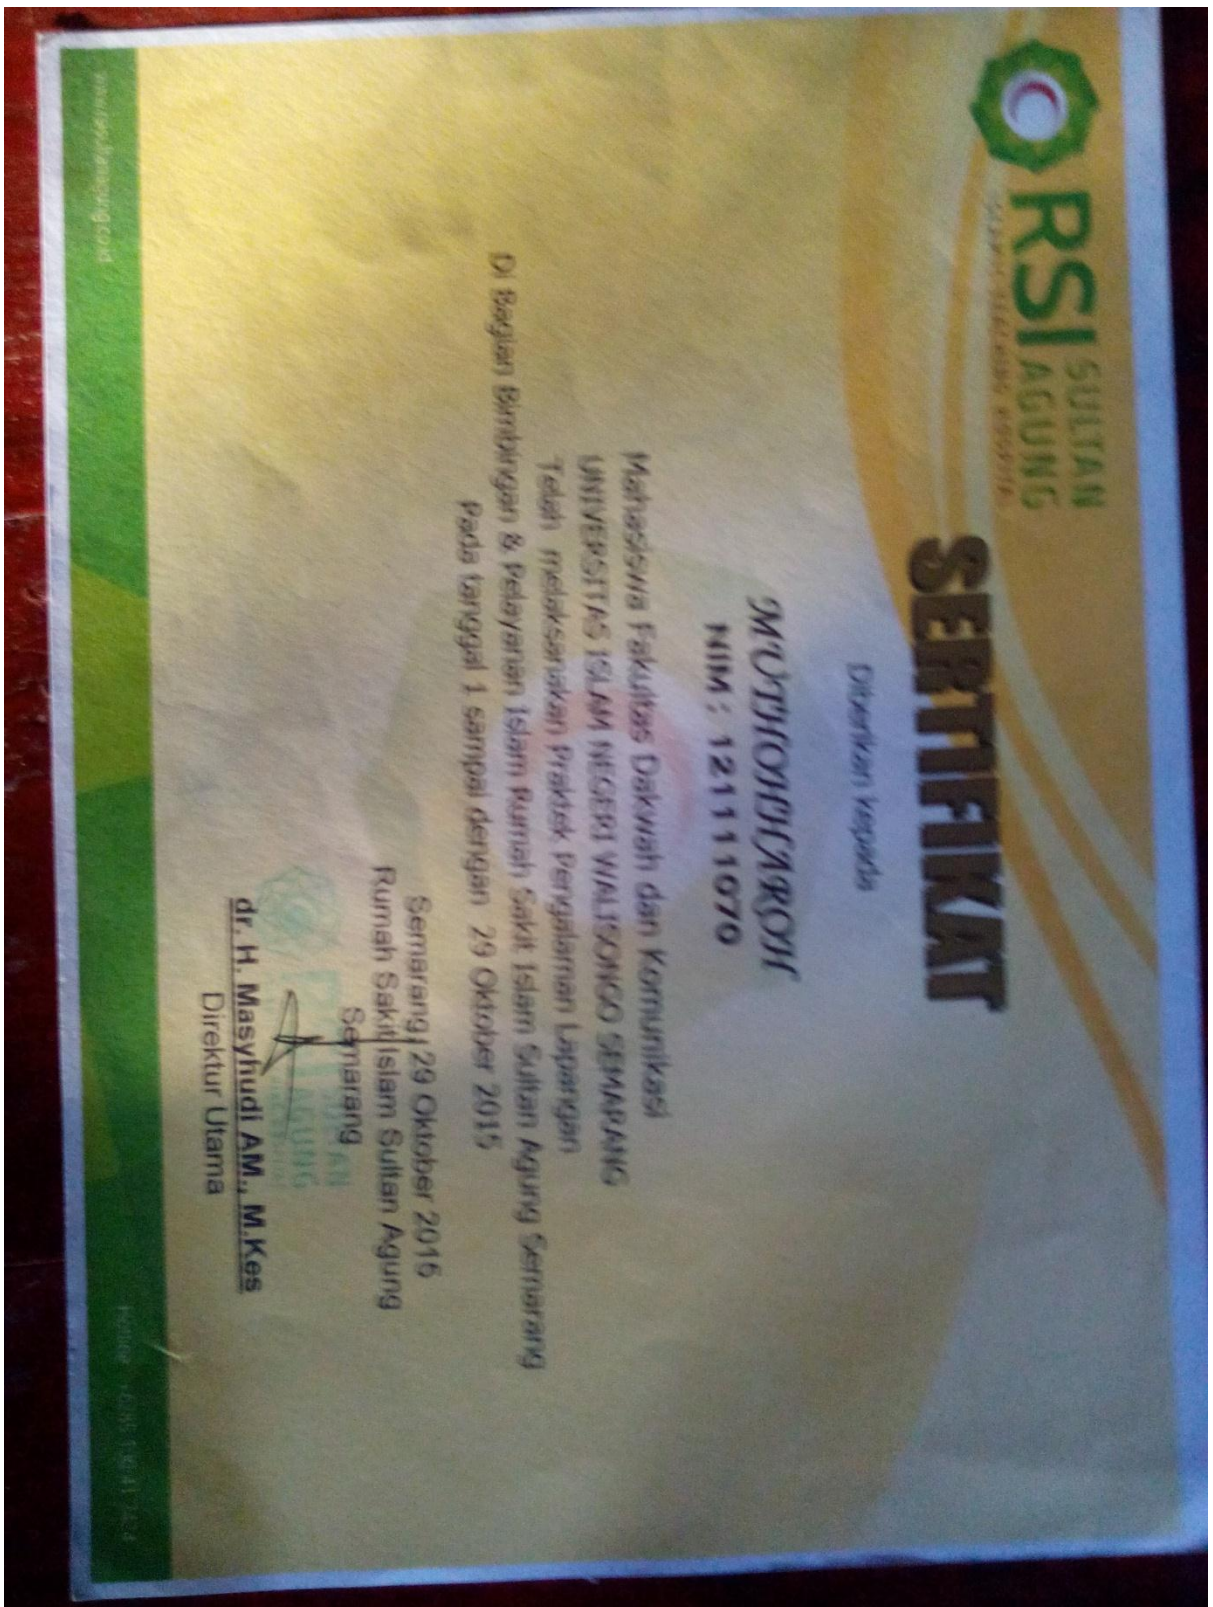 RSI SULTAN AGUNG
SERTIFIKAT
Diberikan kepada
MUTHOHHAROH
NIM : 121111070
Mahasiswa Fakultas Dakwah dan Komunikasi
UNIVERSITAS ISLAM NEGERI WALISONGO SEMARANG
Telah melaksanakan Praktek Pengalaman Lapangan
Di Bagian Bimbingan & Pelayanan Islam Rumah Sakit Islam Sultan Agung Semarang
Pada tanggal 1 sampai dengan 29 Oktober 2015
Semarang, 29 Oktober 2015
Rumah Sakit Islam Sultan Agung
Semarang
AGUNG
dr. H. Masyhudi AM., M.Kes
Direktur Utama